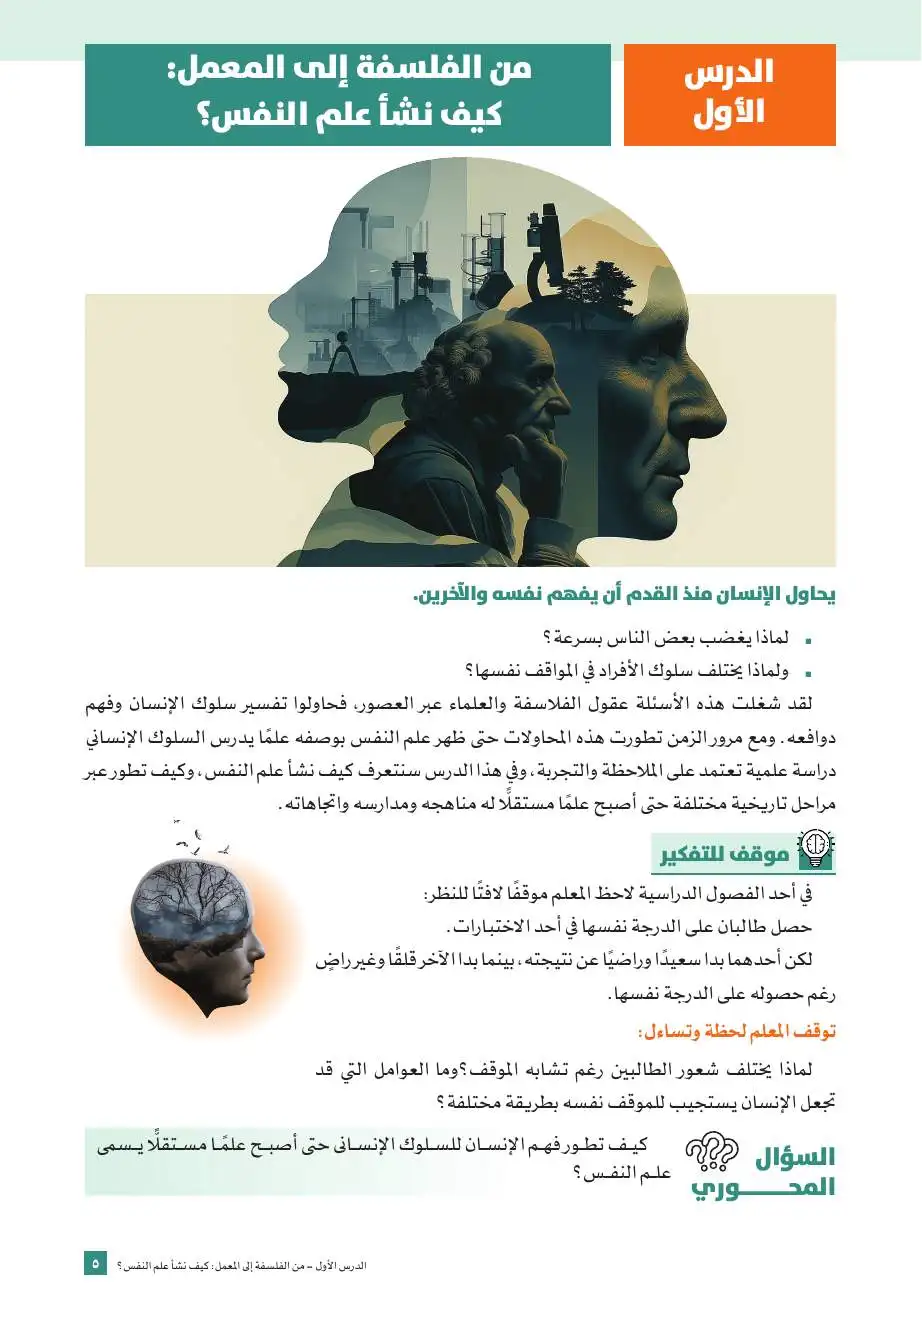 الدرس
الأول
من الفلسفة إلى المعمل:
كيف نشأ علم النفس؟
يحاول الإنسان منذ القدم أن يفهم نفسه والآخرين.
▪ لماذا يغضب بعض الناس بسرعة؟
▪ ولماذا يختلف سلوك الأفراد في المواقف نفسها؟
لقد شغلت هذه الأسئلة عقول الفلاسفة والعلماء عبر العصور، فحاولوا تفسير سلوك الإنسان وفهم
دوافعه. ومع مرور الزمن تطورت هذه المحاولات حتى ظهر علم النفس بوصفه علمًا يدرس السلوك الإنساني
دراسة علمية تعتمد على الملاحظة والتجربة، وفي هذا الدرس سنتعرف كيف نشأ علم النفس، وكيف تطور عبر
مراحل تاريخية مختلفة حتى أصبح علمًا مستقلًّا له مناهجه ومدارسه واتجاهاته.
موقف للتفكير
في أحد الفصول الدراسية لاحظ المعلم موقفًا لافتًا للنظر:
حصل طالبان على الدرجة نفسها في أحد الاختبارات.
لكن أحدهما بدا سعيدًا وراضيًا عن نتيجته، بينما بدا الآخر قلقًا وغير راضٍ
رغم حصوله على الدرجة نفسها.
توقف المعلم لحظة وتساءل:
لماذا يختلف شعور الطالبين رغم تشابه الموقف؟ وما العوامل التي قد
تجعل الإنسان يستجيب للموقف نفسه بطريقة مختلفة؟
السؤال
المحـــــوري
كيف تطور فهم الإنسان للسلوك الإنسانى حتى أصبح علمًا مستقلًّا يسمى
علم النفس؟
الدرس الأول – من الفلسفة إلى المعمل: كيف نشأ علم النفس؟
٥